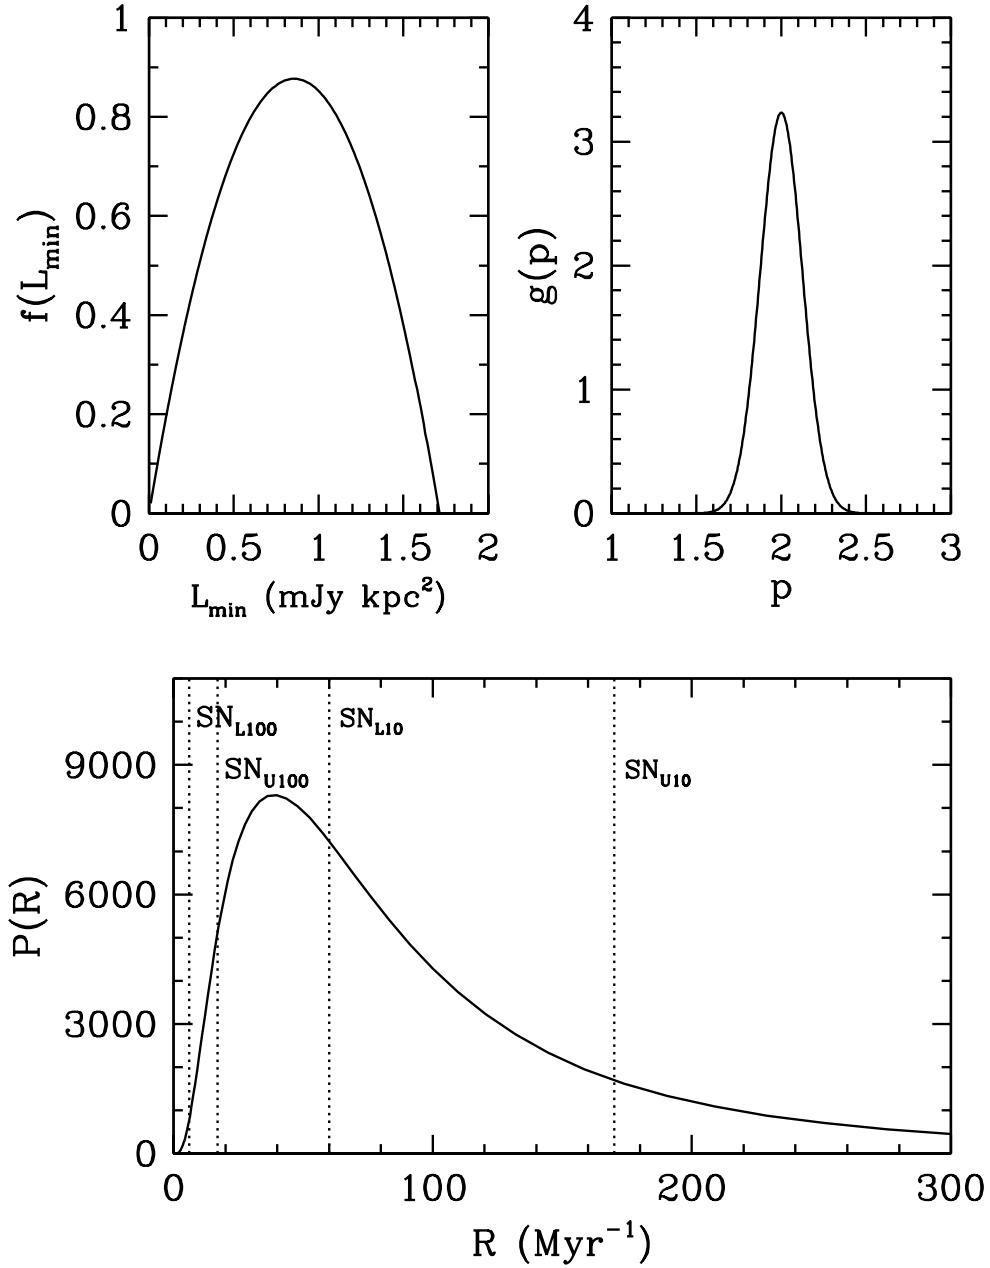 1
0.8
0.6
0.4
0.2
0
f(L_min)
0 0.5 1 1.5 2
L_min (mJy kpc²)
4
3
2
1
0
g(p)
1 1.5 2 2.5 3
p
SN_L100
SN_U100
SN_L10
SN_U10
9000
6000
3000
0
P(R)
0 100 200 300
R (Myr⁻¹)